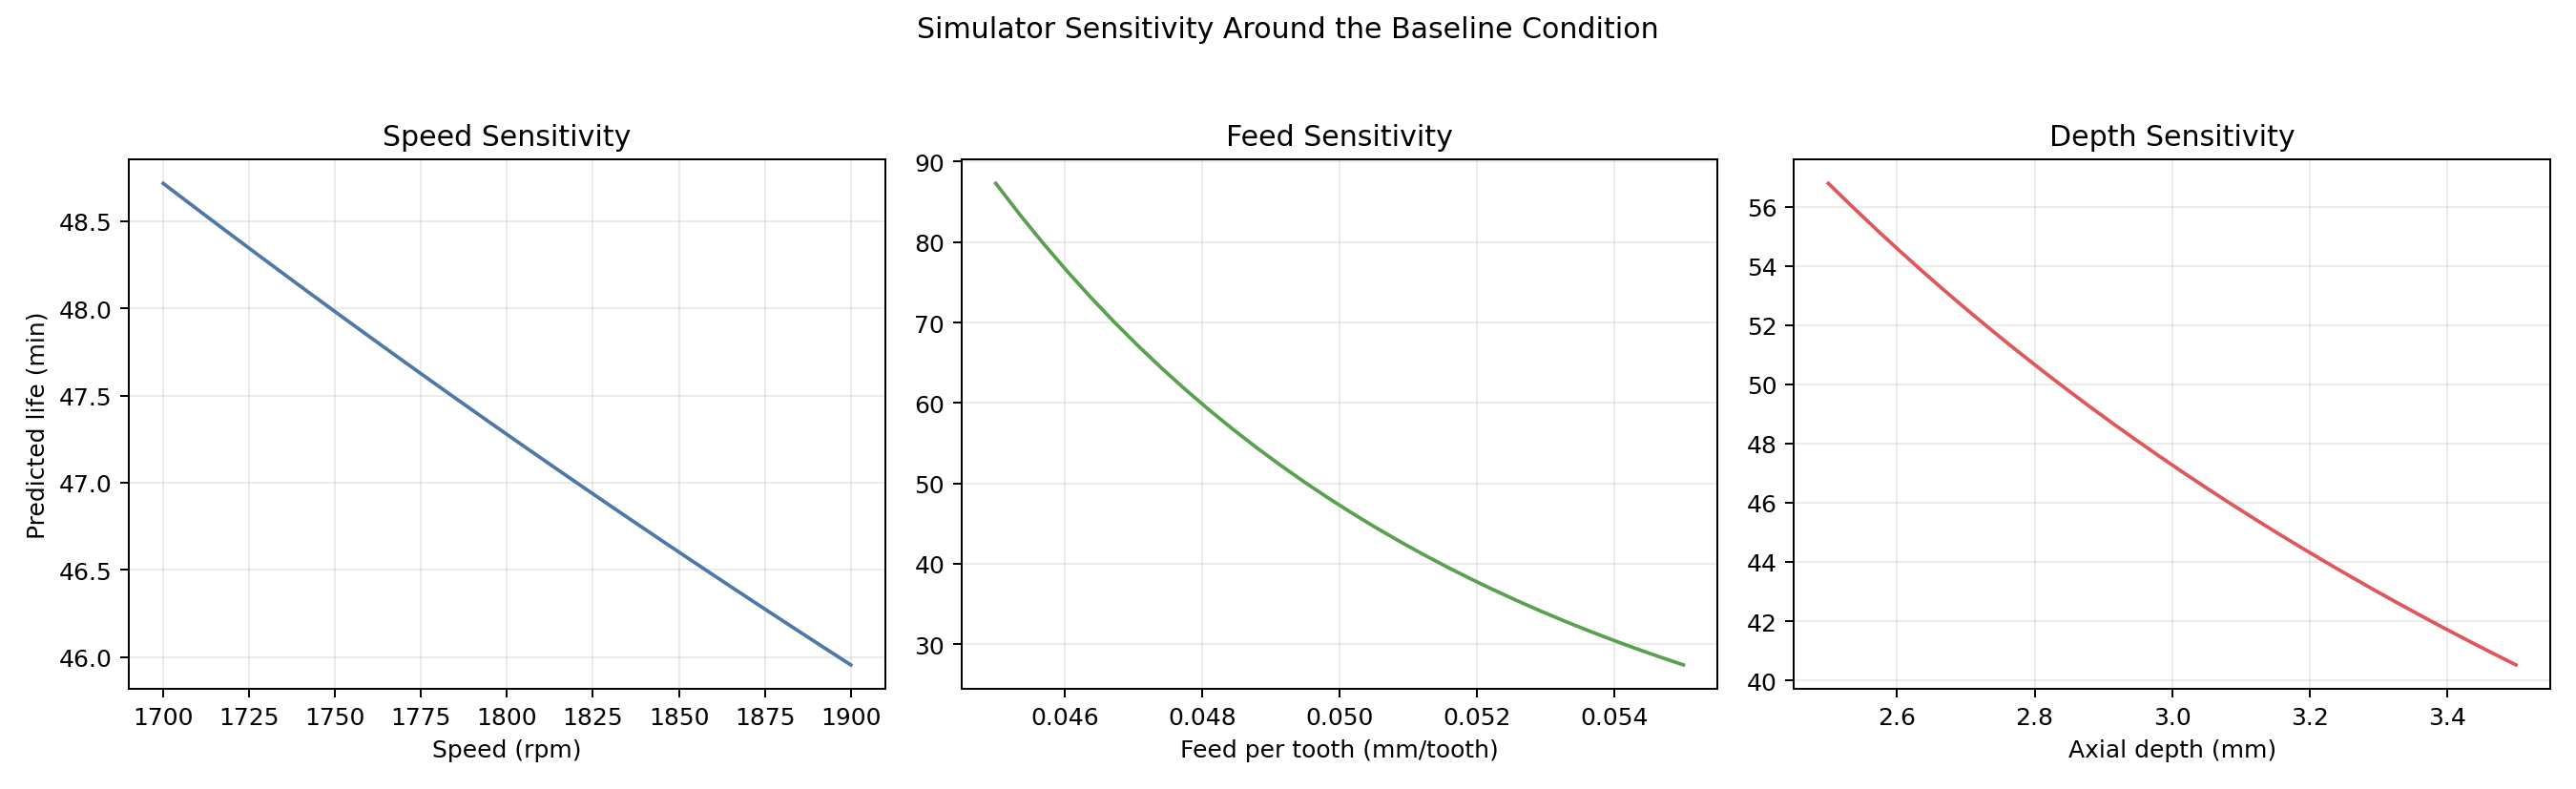 Simulator Sensitivity Around the Baseline Condition
Speed Sensitivity
Predicted life (min)
48.5
48.0
47.5
47.0
46.5
46.0
1700 1725 1750 1775 1800 1825 1850 1875 1900
Speed (rpm)
Feed Sensitivity
90
80
70
60
50
40
30
0.046 0.048 0.050 0.052 0.054
Feed per tooth (mm/tooth)
Depth Sensitivity
56
54
52
50
48
46
44
42
40
2.6 2.8 3.0 3.2 3.4
Axial depth (mm)